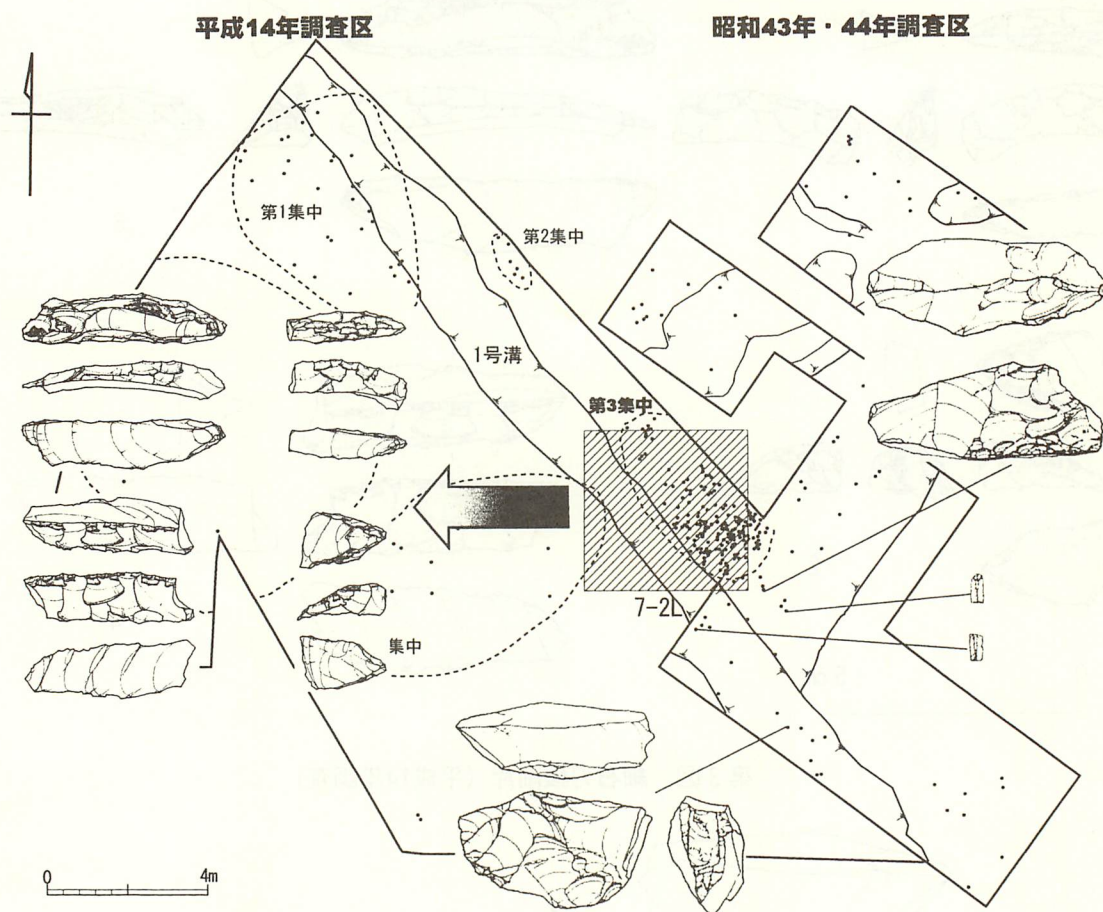 平成14年調査区
昭和43年・44年調査区
第1集中
第2集中
1号溝
第3集中
7-2L
集中
0 4m